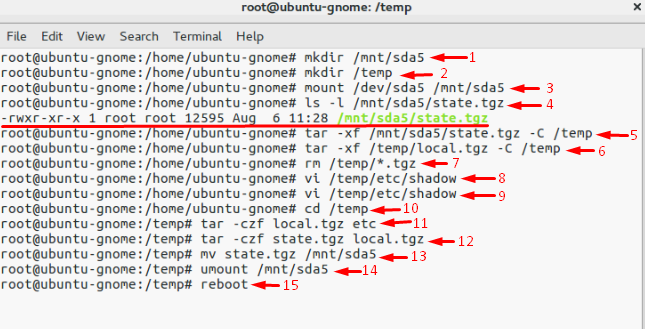 root@ubuntu-gnome: /temp
File Edit View Search Terminal Help
root@ubuntu-gnome:/home/ubuntu-gnome# mkdir /mnt/sda5 1
root@ubuntu-gnome:/home/ubuntu-gnome# mkdir /temp 2
root@ubuntu-gnome:/home/ubuntu-gnome# mount /dev/sda5 /mnt/sda5 3
root@ubuntu-gnome:/home/ubuntu-gnome# ls -l /mnt/sda5/state.tgz 4
-rwxr-xr-x 1 root root 12595 Aug  6 11:28 /mnt/sda5/state.tgz
root@ubuntu-gnome:/home/ubuntu-gnome# tar -xf /mnt/sda5/state.tgz -C /temp 5
root@ubuntu-gnome:/home/ubuntu-gnome# tar -xf /temp/local.tgz -C /temp 6
root@ubuntu-gnome:/home/ubuntu-gnome# rm /temp/*.tgz 7
root@ubuntu-gnome:/home/ubuntu-gnome# vi /temp/etc/shadow 8
root@ubuntu-gnome:/home/ubuntu-gnome# vi /temp/etc/shadow 9
root@ubuntu-gnome:/home/ubuntu-gnome# cd /temp 10
root@ubuntu-gnome:/temp# tar -czf local.tgz etc 11
root@ubuntu-gnome:/temp# tar -czf state.tgz local.tgz 12
root@ubuntu-gnome:/temp# mv state.tgz /mnt/sda5 13
root@ubuntu-gnome:/temp# umount /mnt/sda5 14
root@ubuntu-gnome:/temp# reboot 15